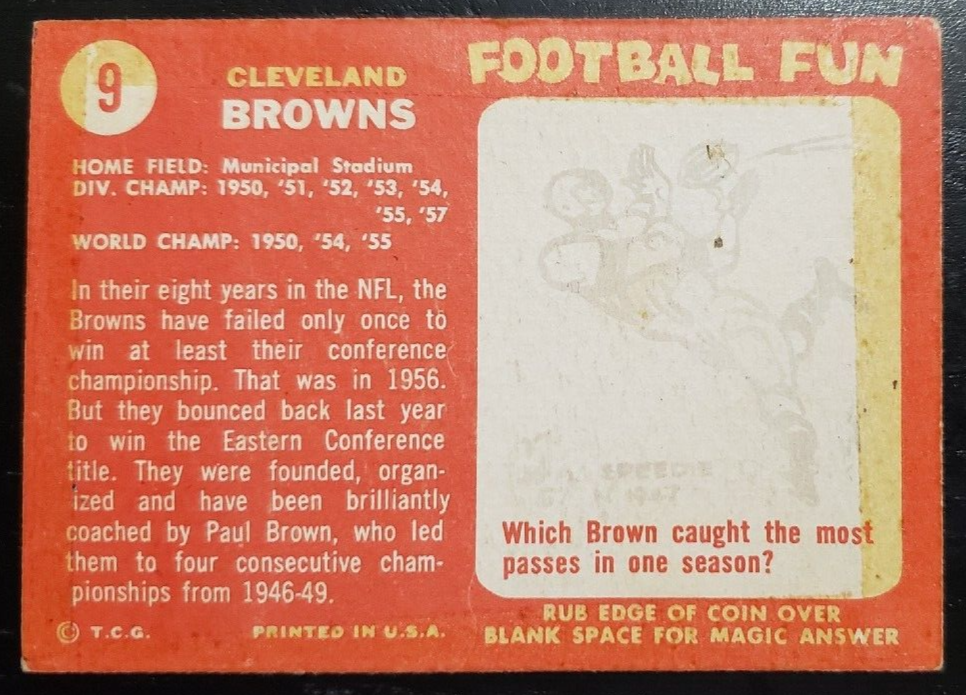 9
CLEVELAND
BROWNS
HOME FIELD: Municipal Stadium
DIV. CHAMP: 1950, '51, '52, '53, '54,
'55, '57
WORLD CHAMP: 1950, '54, '55
In their eight years in the NFL, the
Browns have failed only once to
win at least their conference
championship. That was in 1956.
But they bounced back last year
to win the Eastern Conference
title. They were founded, organ-
ized and have been brilliantly
coached by Paul Brown, who led
them to four consecutive cham-
pionships from 1946-49.
© T.C.G. PRINTED IN U.S.A.
FOOTBALL FUN
SPEEDIE
1947
Which Brown caught the most
passes in one season?
RUB EDGE OF COIN OVER
BLANK SPACE FOR MAGIC ANSWER